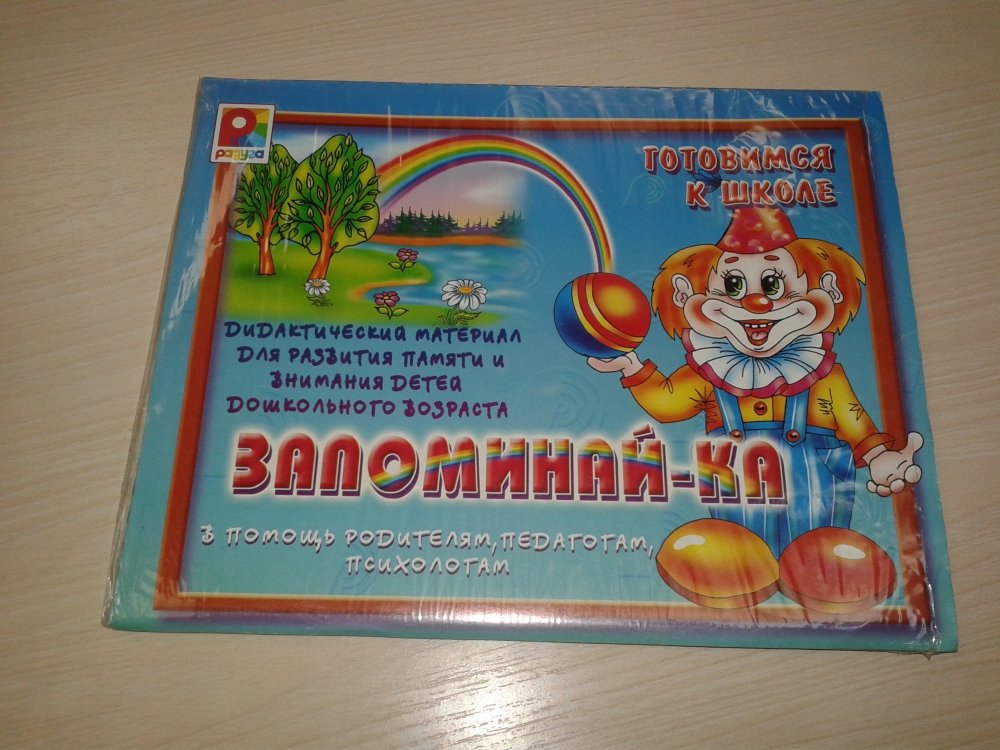 Радуга
ГОТОВИМСЯ
К ШКОЛЕ
ДИДАКТИЧЕСКИЙ МАТЕРИАЛ
ДЛЯ РАЗВИТИЯ ПАМЯТИ И
ВНИМАНИЯ ДЕТЕЙ
ДОШКОЛЬНОГО ВОЗРАСТА
ЗАПОМИНАЙ-КА
В ПОМОЩЬ РОДИТЕЛЯМ, ПЕДАГОГАМ,
ПСИХОЛОГАМ